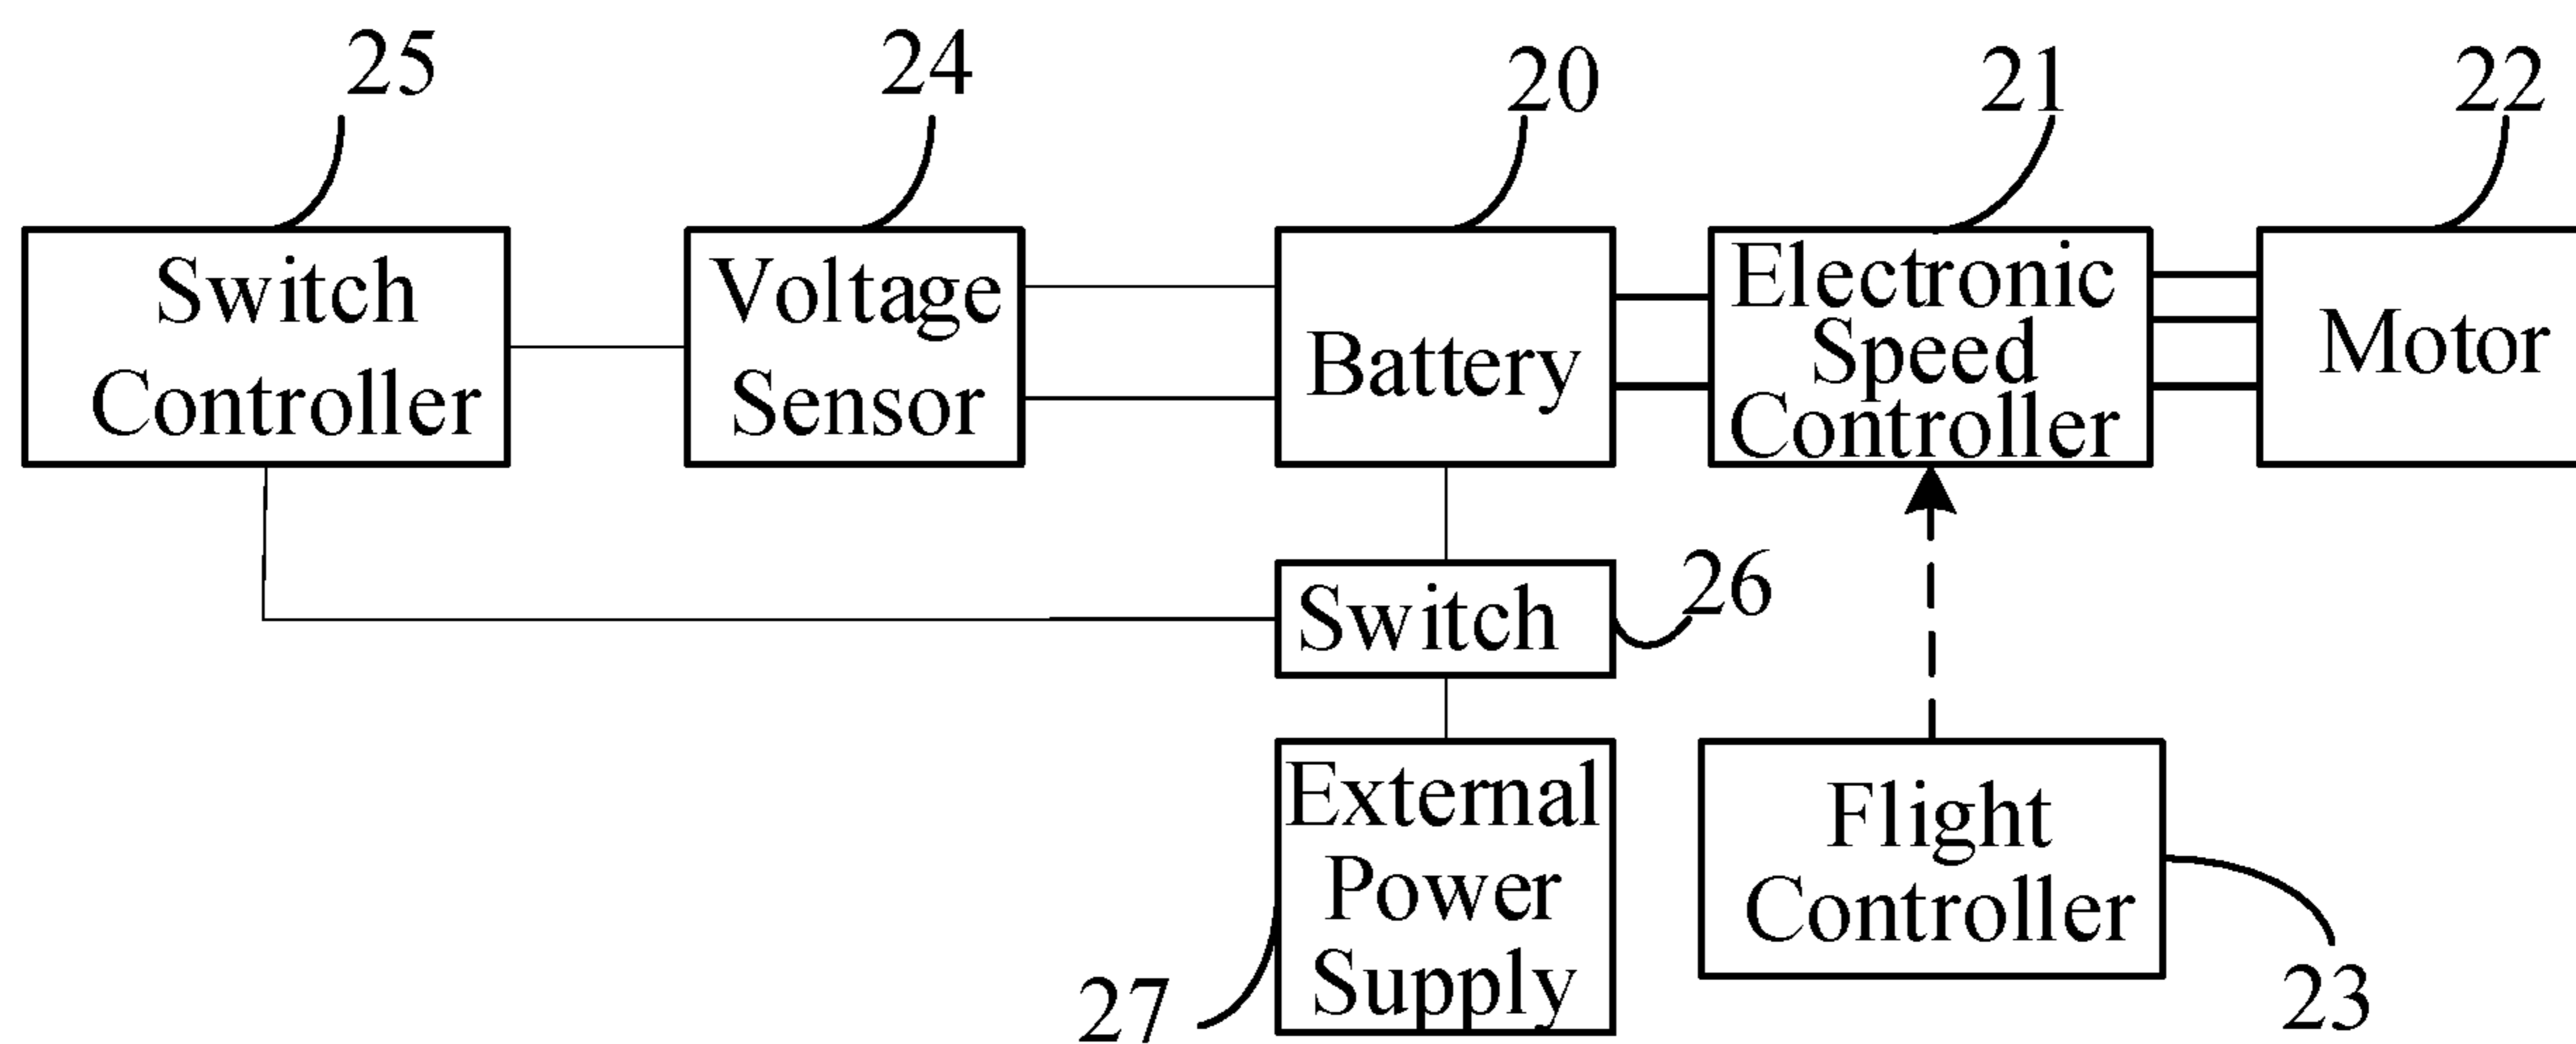 25
24
20
21
22
Switch
Controller
Voltage
Sensor
Battery
Electronic
Speed
Controller
Motor
Switch
26
External
Power
Supply
27
Flight
Controller
23